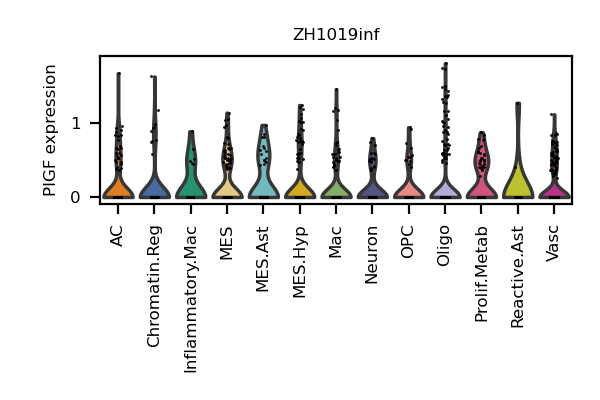 ZH1019inf
PIGF expression
1
0
AC
Chromatin.Reg
Inflammatory.Mac
MES
MES.Ast
MES.Hyp
Mac
Neuron
OPC
Oligo
Prolif.Metab
Reactive.Ast
Vasc